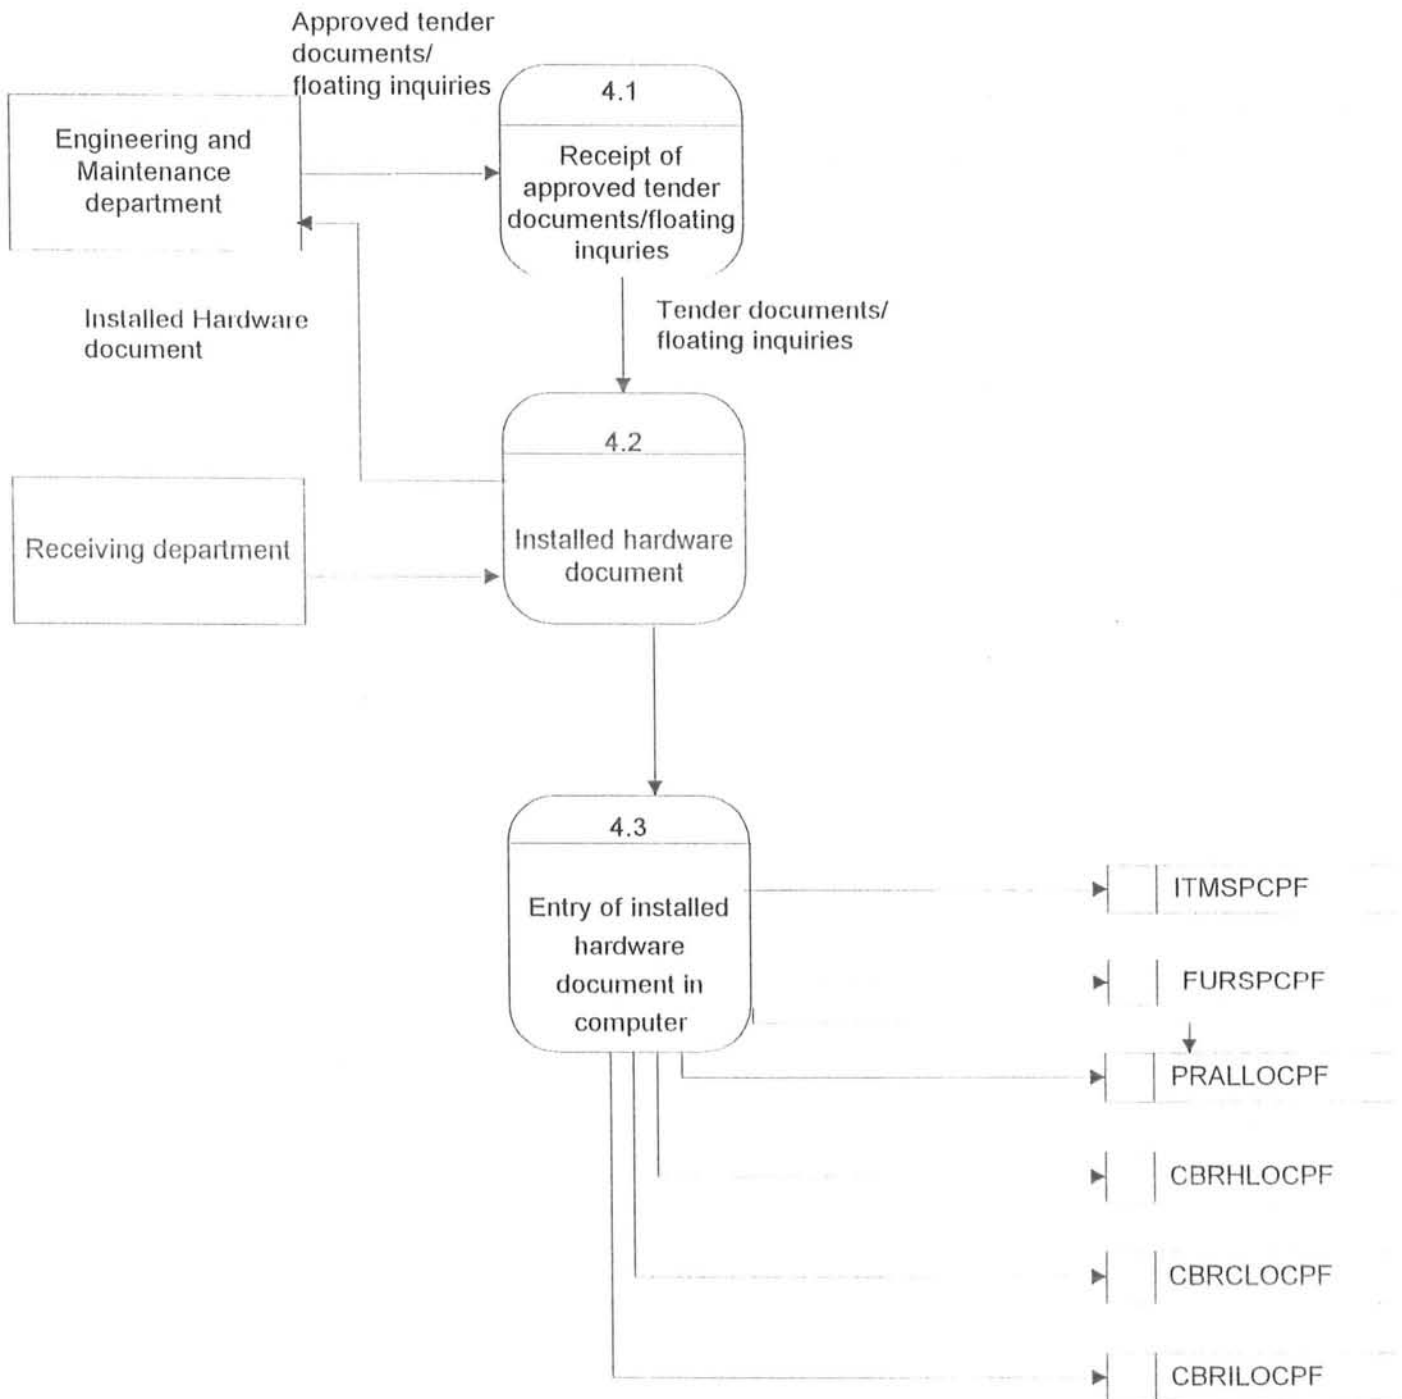 Approved tender
documents/
floating inquiries
4.1
Engineering and
Maintenance
department
Receipt of
approved tender
documents/floating
inquries
Installed Hardware
document
Tender documents/
floating inquiries
4.2
Receiving department
Installed hardware
document
4.3
Entry of installed
hardware
document in
computer
ITMSPCPF
FURSPCPF
PRALLOCPF
CBRHLOCPF
CBRCLOCPF
CBRILOCPF